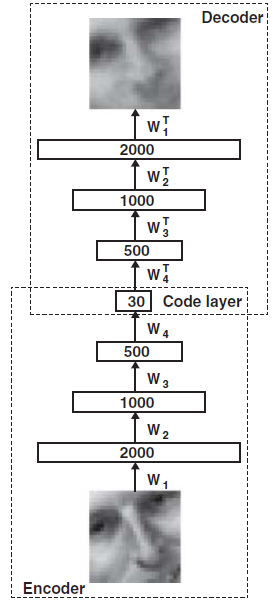 Decoder
W₁ᵀ
2000
W₂ᵀ
1000
W₃ᵀ
500
W₄ᵀ
30 Code layer
W₄
500
W₃
1000
W₂
2000
W₁
Encoder